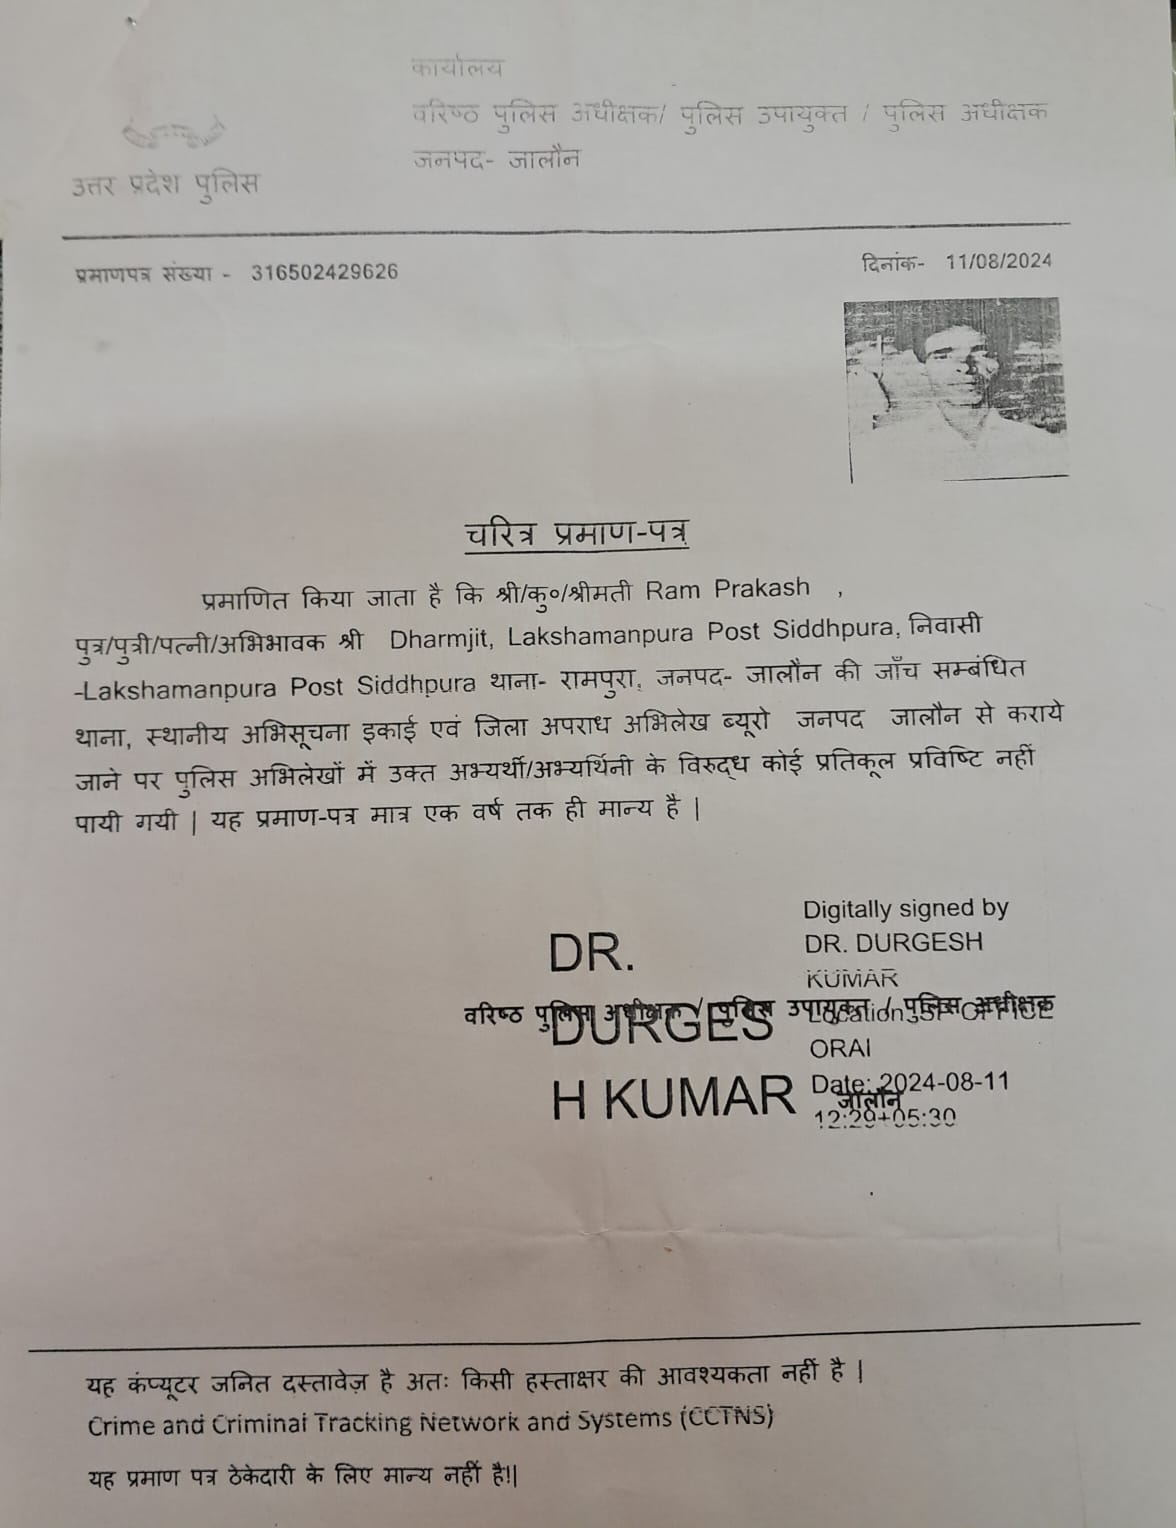 कार्यालय
वरिष्ठ पुलिस अधीक्षक/ पुलिस उपायुक्त / पुलिस अधीक्षक
जनपद- जालौन
उत्तर प्रदेश पुलिस
प्रमाणपत्र संख्या - 316502429626
दिनांक- 11/08/2024
चरित्र प्रमाण-पत्र
प्रमाणित किया जाता है कि श्री/कु०/श्रीमती Ram Prakash ,
पुत्र/पुत्री/पत्नी/अभिभावक श्री Dharmjit, Lakshamanpura Post Siddhpura, निवासी
-Lakshamanpura Post Siddhpura थाना- रामपुरा, जनपद- जालौन की जाँच सम्बंधित
थाना, स्थानीय अभिसूचना इकाई एवं जिला अपराध अभिलेख ब्यूरो जनपद जालौन से कराये
जाने पर पुलिस अभिलेखों में उक्त अभ्यर्थी/अभ्यर्थिनी के विरुद्ध कोई प्रतिकूल प्रविष्टि नहीं
पायी गयी | यह प्रमाण-पत्र मात्र एक वर्ष तक ही मान्य है |
DR.
DURGES
H KUMAR
Digitally signed by
DR. DURGESH
KUMAR
Location SP OFFICE
ORAI
Date: 2024-08-11
12:29+05:30
वरिष्ठ पुलिस अधीक्षक / पुलिस उपायुक्त / पुलिस अधीक्षक
जालौन
यह कंप्यूटर जनित दस्तावेज़ है अतः किसी हस्ताक्षर की आवश्यकता नहीं है |
Crime and Criminal Tracking Network and Systems (CCTNS)
यह प्रमाण पत्र ठेकेदारी के लिए मान्य नहीं है!|